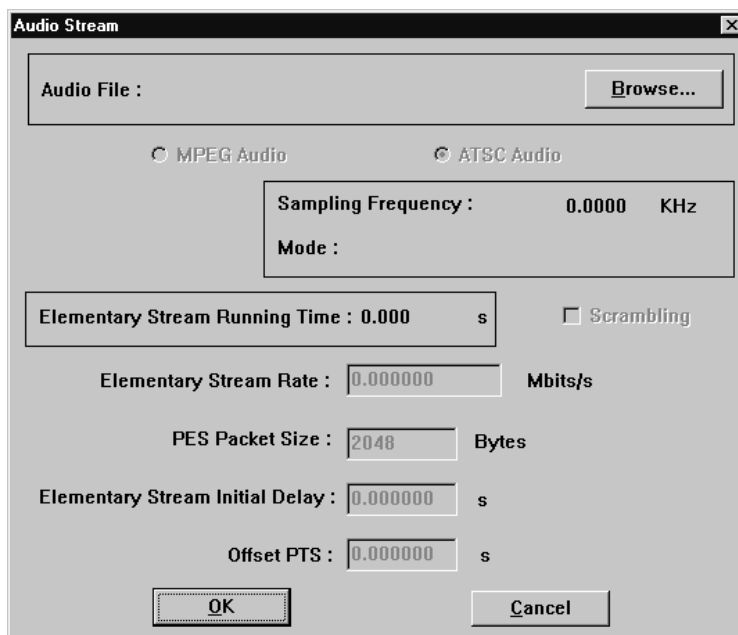 Audio Stream
Audio File : Browse...
MPEG Audio ATSC Audio
Sampling Frequency : 0.0000 KHz
Mode :
Elementary Stream Running Time : 0.000 s Scrambling
Elementary Stream Rate : 0.000000 Mbits/s
PES Packet Size : 2048 Bytes
Elementary Stream Initial Delay : 0.000000 s
Offset PTS : 0.000000 s
OK Cancel